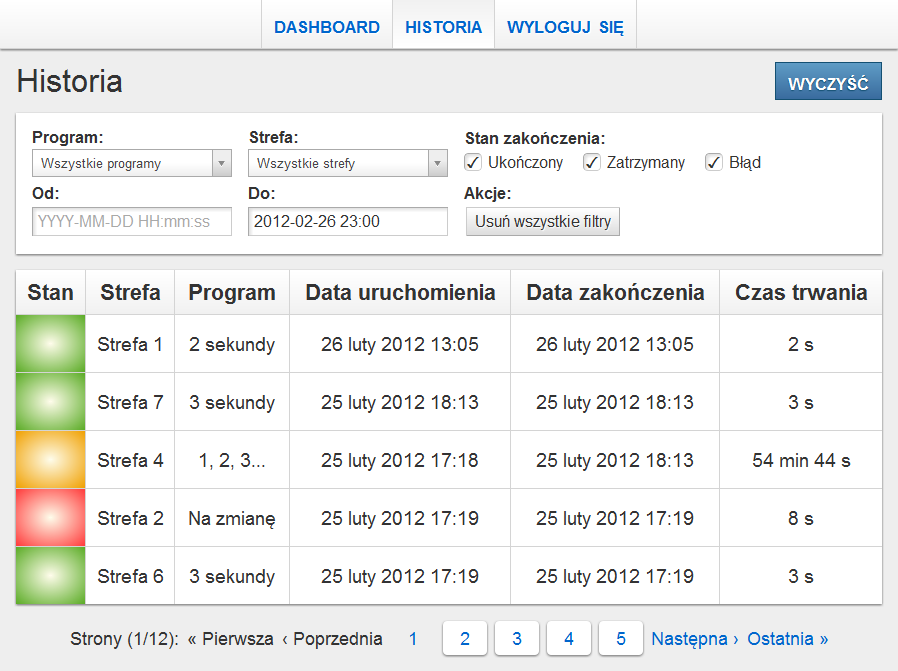 DASHBOARD HISTORIA WYLOGUJ SIĘ
Historia WYCZYŚĆ
Program: Strefa: Stan zakończenia:
Wszystkie programy Wszystkie strefy Ukończony Zatrzymany Błąd
Od: Do: Akcje:
YYYY-MM-DD HH:mm:ss 2012-02-26 23:00 Usuń wszystkie filtry
Stan Strefa Program Data uruchomienia Data zakończenia Czas trwania
Strefa 1 2 sekundy 26 luty 2012 13:05 26 luty 2012 13:05 2 s
Strefa 7 3 sekundy 25 luty 2012 18:13 25 luty 2012 18:13 3 s
Strefa 4 1, 2, 3... 25 luty 2012 17:18 25 luty 2012 18:13 54 min 44 s
Strefa 2 Na zmianę 25 luty 2012 17:19 25 luty 2012 17:19 8 s
Strefa 6 3 sekundy 25 luty 2012 17:19 25 luty 2012 17:19 3 s
Strony (1/12): « Pierwsza ‹ Poprzednia 1 2 3 4 5 Następna › Ostatnia »